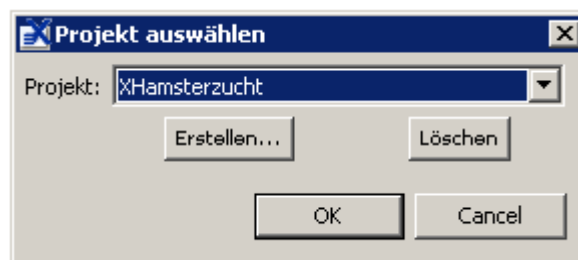 Projekt auswählen
Projekt: XHamsterzucht
Erstellen... Löschen
OK Cancel